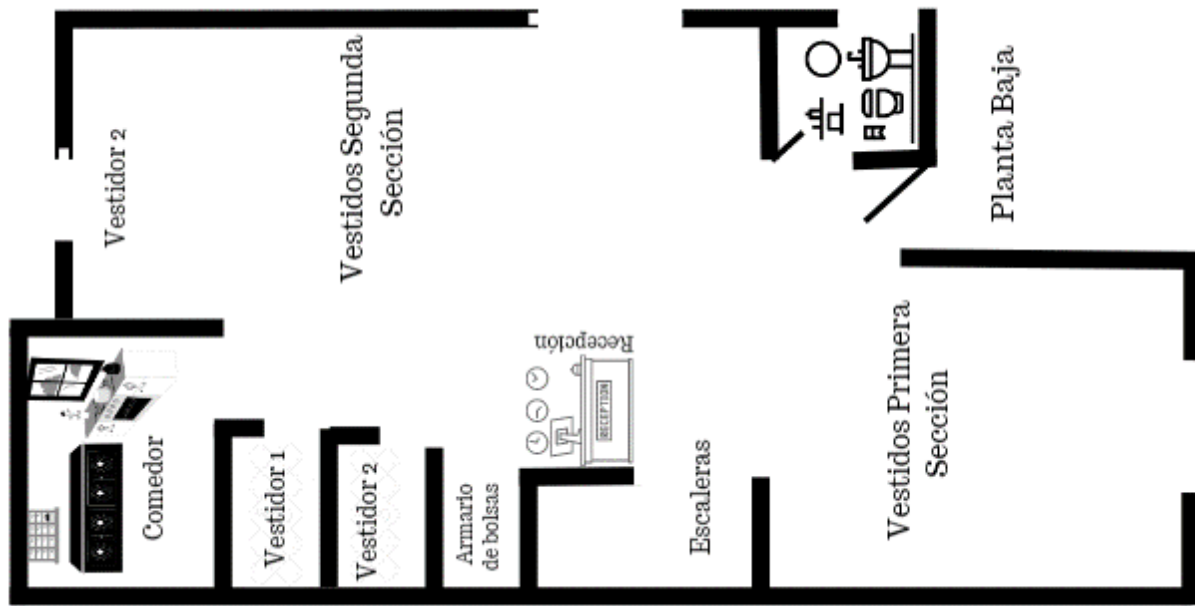 Planta Baja
Vestidor 2
Vestidos Segunda
Sección
Comedor
Vestidor 1
Vestidor 2
Armario
de bolsas
Recepción
RECEPTION
Escaleras
Vestidos Primera
Sección